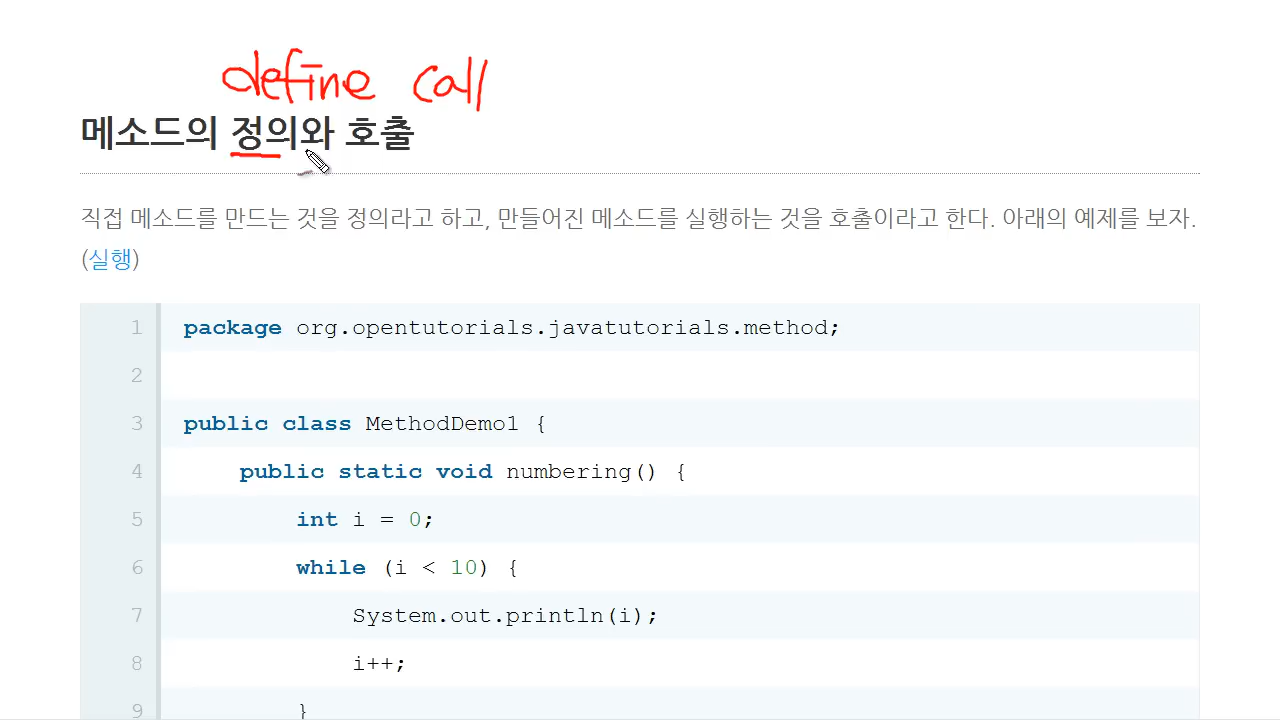 define call
메소드의 정의와 호출
직접 메소드를 만드는 것을 정의라고 하고, 만들어진 메소드를 실행하는 것을 호출이라고 한다. 아래의 예제를 보자.
(실행)
1 package org.opentutorials.javatutorials.method;
2
3 public class MethodDemo1 {
4 public static void numbering() {
5 int i = 0;
6 while (i < 10) {
7 System.out.println(i);
8 i++;
9 }